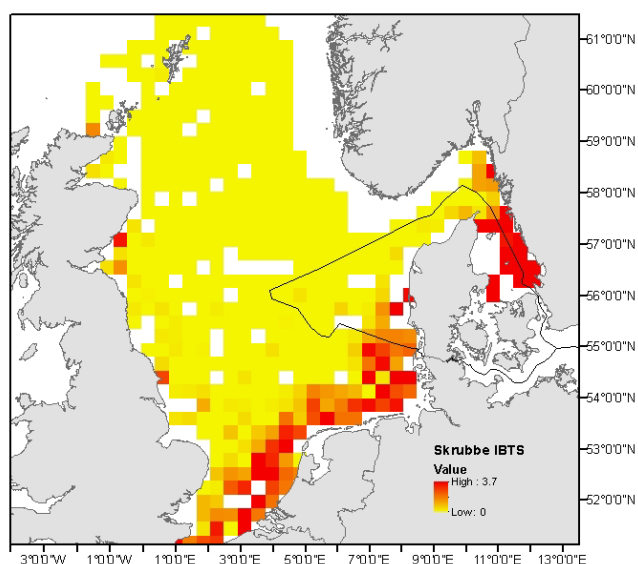 61°0'0"N
60°0'0"N
59°0'0"N
58°0'0"N
57°0'0"N
56°0'0"N
55°0'0"N
54°0'0"N
53°0'0"N
Skrubbe IBTS
Value
High : 3.7
Low : 0
52°0'0"N
3°0'0"W 1°0'0"W 1°0'0"E 3°0'0"E 5°0'0"E 7°0'0"E 9°0'0"E 11°0'0"E 13°0'0"E